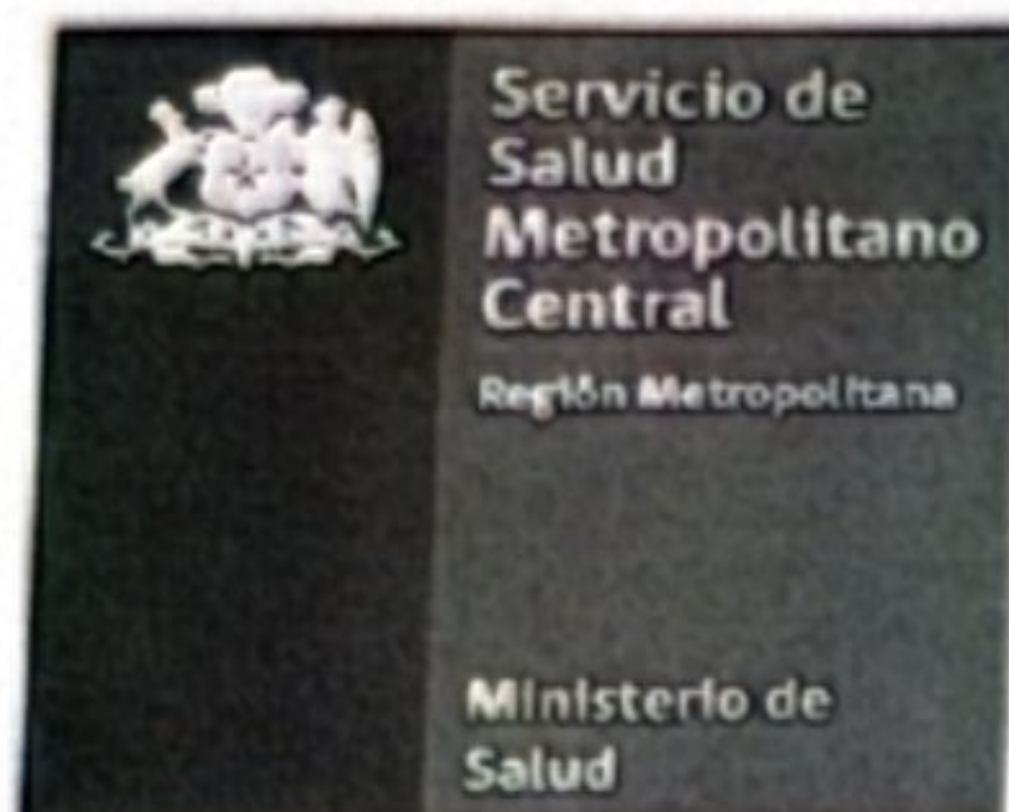 Servicio de
Salud
Metropolitano
Central
Región Metropolitana
Ministerio de
Salud